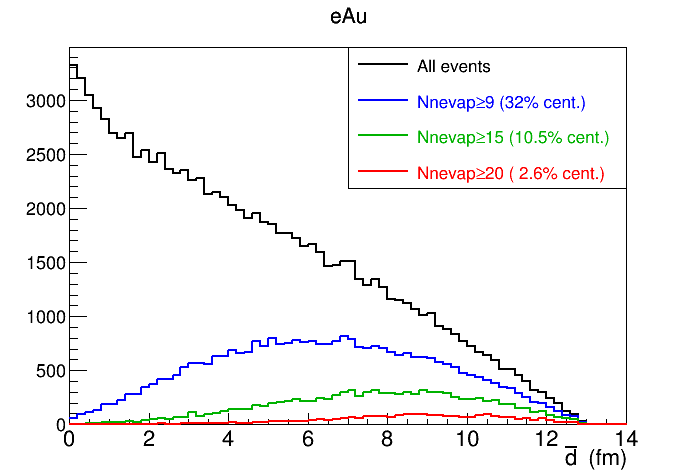 eAu
All events
Nnevap≥9 (32% cent.)
Nnevap≥15 (10.5% cent.)
Nnevap≥20 ( 2.6% cent.)
3000
2500
2000
1500
1000
500
0
0 2 4 6 8 10 12 14
d̅ (fm)